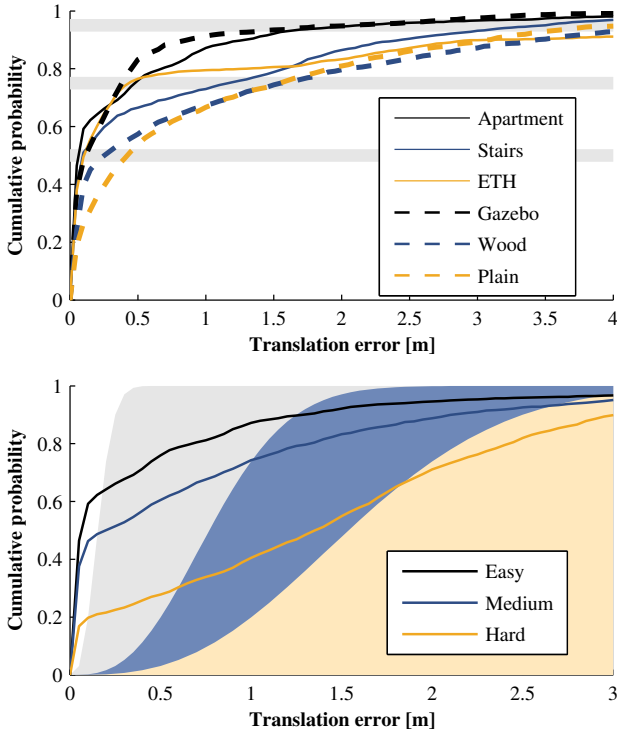 1
0.8
0.6
0.4
0.2
0
Cumulative probability
Apartment
Stairs
ETH
Gazebo
Wood
Plain
0 0.5 1 1.5 2 2.5 3 3.5 4
Translation error [m]
1
0.8
0.6
0.4
0.2
0
Cumulative probability
Easy
Medium
Hard
0 0.5 1 1.5 2 2.5 3
Translation error [m]